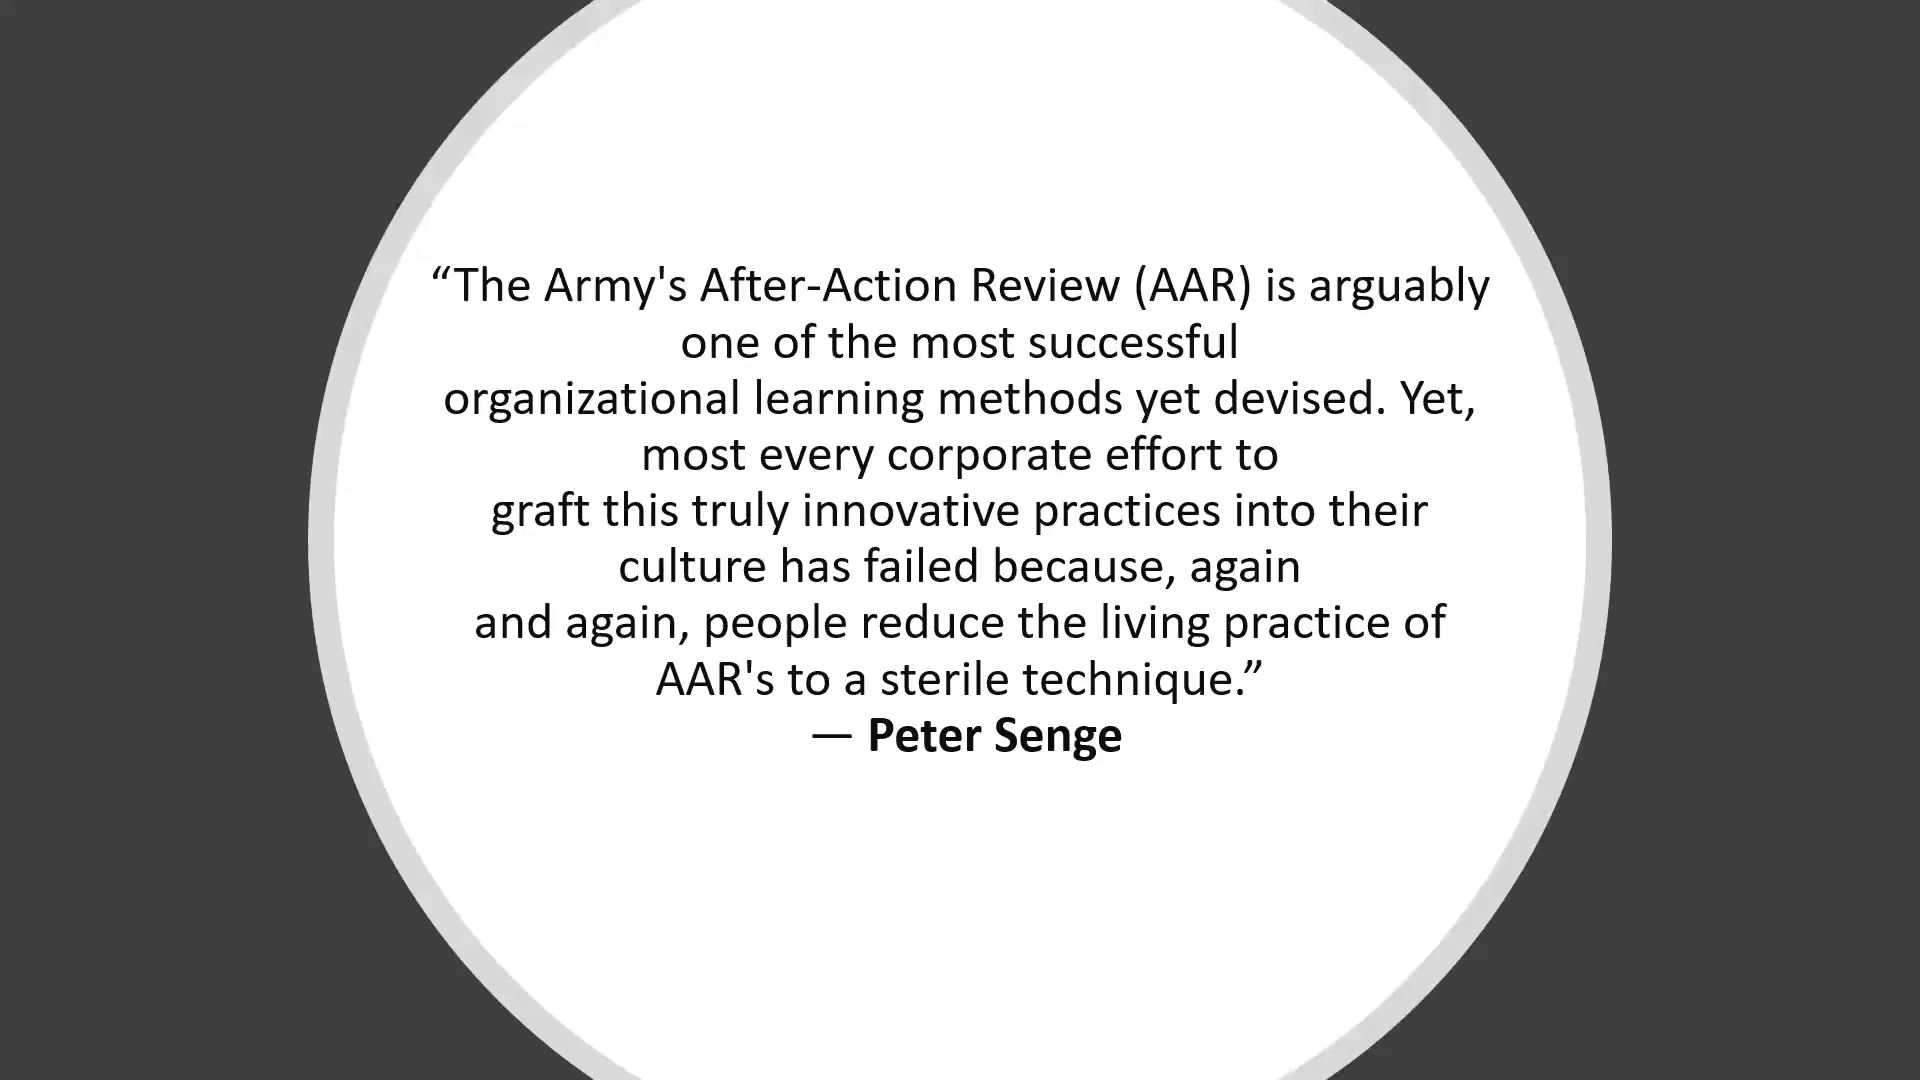 “The Army's After-Action Review (AAR) is arguably
one of the most successful
organizational learning methods yet devised. Yet,
most every corporate effort to
graft this truly innovative practices into their
culture has failed because, again
and again, people reduce the living practice of
AAR's to a sterile technique.”
— Peter Senge